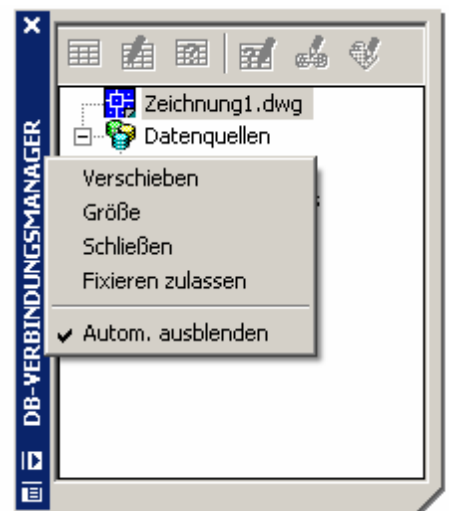 DB-VERBINDUNGSMANAGER
Zeichnung1.dwg
Datenquellen
Verschieben
Größe
Schließen
Fixieren zulassen
Autom. ausblenden